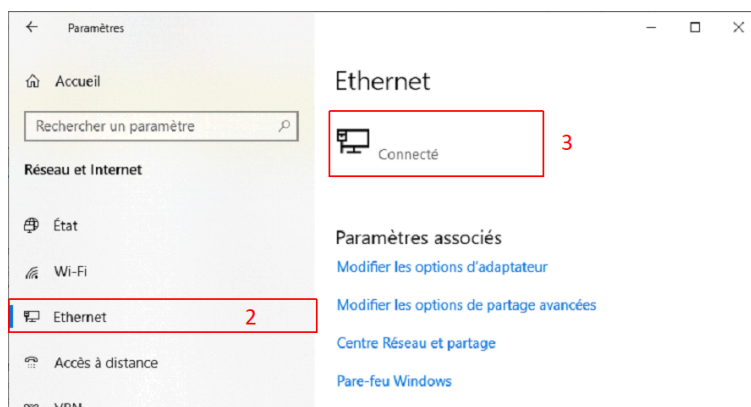 Paramètres
Accueil
Rechercher un paramètre
Réseau et Internet
État
Wi-Fi
Ethernet 2
Accès à distance
VPN
Ethernet
Connecté 3
Paramètres associés
Modifier les options d'adaptateur
Modifier les options de partage avancées
Centre Réseau et partage
Pare-feu Windows